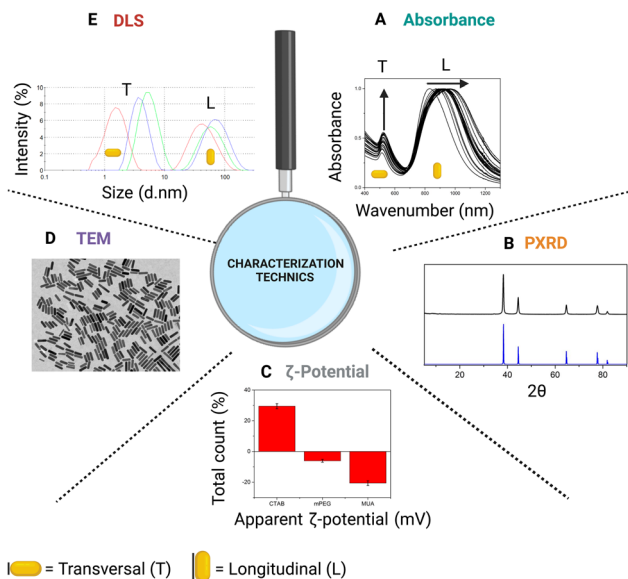 E DLS
Intensity (%)
10
8
6
4
2
0
T
L
0.1
1
10
100
Size (d.nm)
A Absorbance
Absorbance
1.0
0.5
0.0
T
L
400
600
800
1000
1200
Wavenumber (nm)
CHARACTERIZATION
TECHNICS
D TEM
B PXRD
20
40
60
80
2θ
C ζ-Potential
Total count (%)
40
20
0
-20
CTAB
mPEG
MUA
Apparent ζ-potential (mV)
= Transversal (T)
= Longitudinal (L)